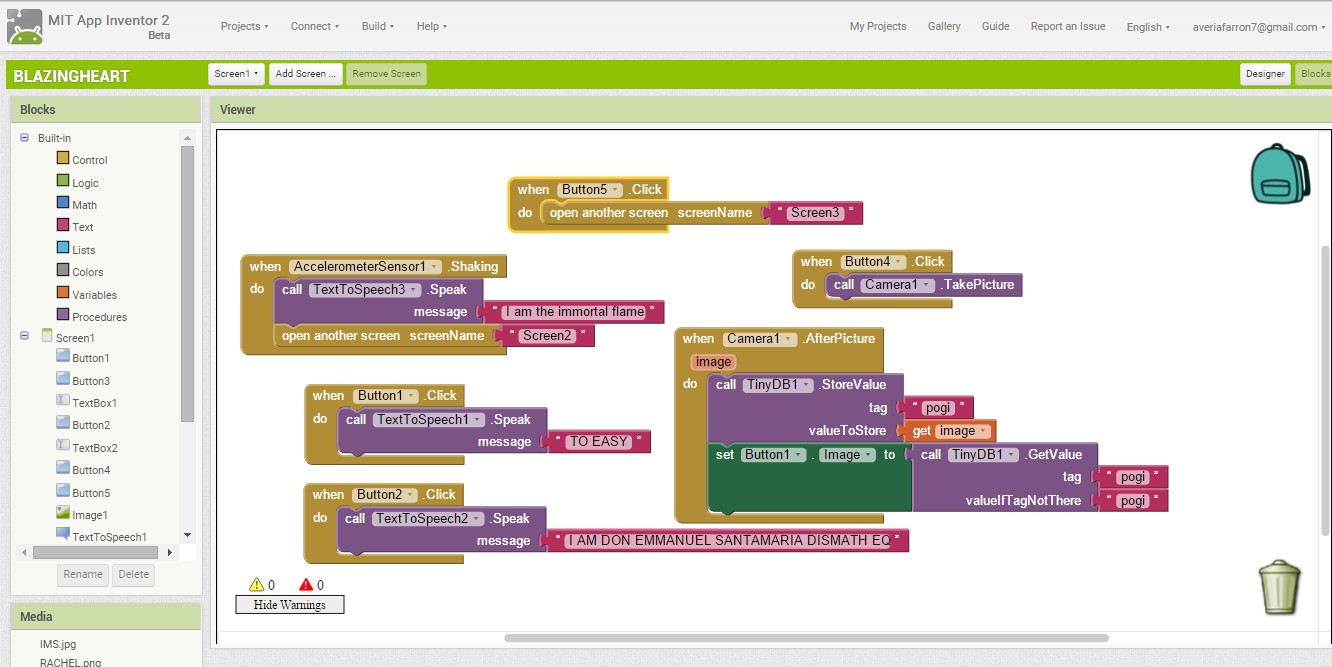 MIT App Inventor 2
Beta
Projects Connect Build Help
My Projects Gallery Guide Report an Issue English averiafarron7@gmail.com
BLAZINGHEART
Screen1 Add Screen ... Remove Screen
Designer Blocks
Blocks
Built-in
Control
Logic
Math
Text
Lists
Colors
Variables
Procedures
Screen1
Button1
Button3
TextBox1
Button2
TextBox2
Button4
Button5
Image1
TextToSpeech1
Rename Delete
Media
IMS.jpg
RACHEL.png
Viewer
when Button5 .Click
do open another screen screenName " Screen3 "
when AccelerometerSensor1 .Shaking
do call TextToSpeech3 .Speak
message " I am the immortal flame "
open another screen screenName " Screen2 "
when Button4 .Click
do call Camera1 .TakePicture
when Camera1 .AfterPicture
image
do call TinyDB1 .StoreValue
tag " pogi "
valueToStore get image
set Button1 . Image to call TinyDB1 .GetValue
tag " pogi "
valueIfTagNotThere " pogi "
when Button1 .Click
do call TextToSpeech1 .Speak
message " TO EASY "
when Button2 .Click
do call TextToSpeech2 .Speak
message " I AM DON EMMANUEL SANTAMARIA DISMATH EQ "
0 0
Hide Warnings